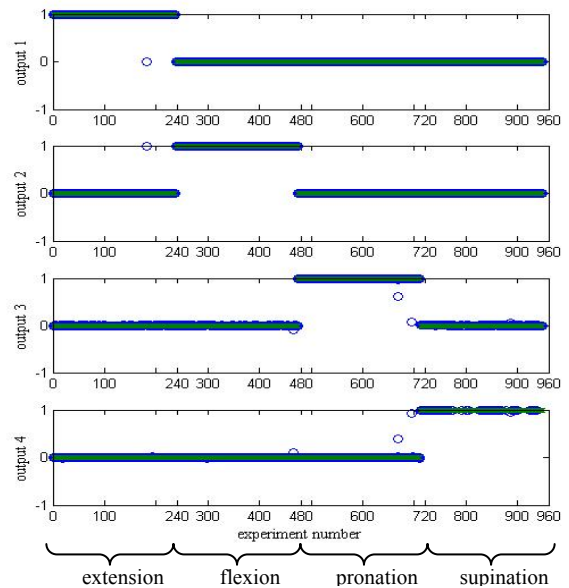 output 1
1
0
-1
0 100 240 300 400 480 600 720 800 900 960
output 2
1
0
-1
0 100 240 300 400 480 600 720 800 900 960
output 3
1
0
-1
0 100 240 300 400 480 600 720 800 900 960
output 4
1
0
-1
0 100 240 300 400 480 600 720 800 900 960
experiment number
extension flexion pronation supination